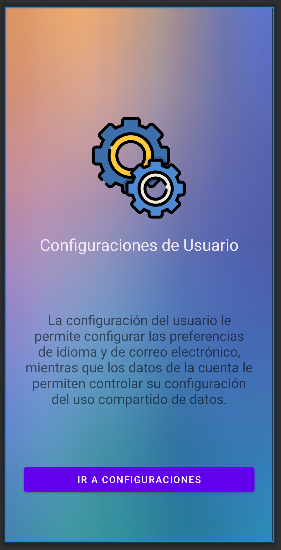 Configuraciones de Usuario
La configuración del usuario le
permite configurar las preferencias
de idioma y de correo electrónico,
mientras que los datos de la cuenta le
permiten controlar su configuración
del uso compartido de datos.
IR A CONFIGURACIONES